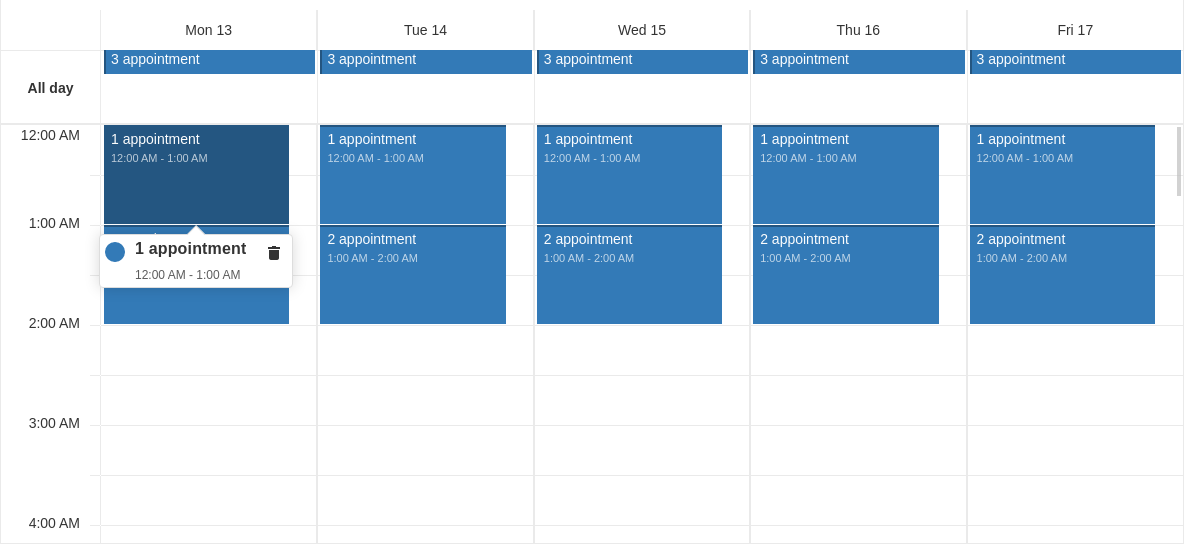 Mon 13
Tue 14
Wed 15
Thu 16
Fri 17
All day
3 appointment
3 appointment
3 appointment
3 appointment
3 appointment
12:00 AM
1 appointment
12:00 AM - 1:00 AM
1 appointment
12:00 AM - 1:00 AM
1 appointment
12:00 AM - 1:00 AM
1 appointment
12:00 AM - 1:00 AM
1 appointment
12:00 AM - 1:00 AM
1:00 AM
1 appointment
12:00 AM - 1:00 AM
2 appointment
1:00 AM - 2:00 AM
2 appointment
1:00 AM - 2:00 AM
2 appointment
1:00 AM - 2:00 AM
2 appointment
1:00 AM - 2:00 AM
2:00 AM
3:00 AM
4:00 AM